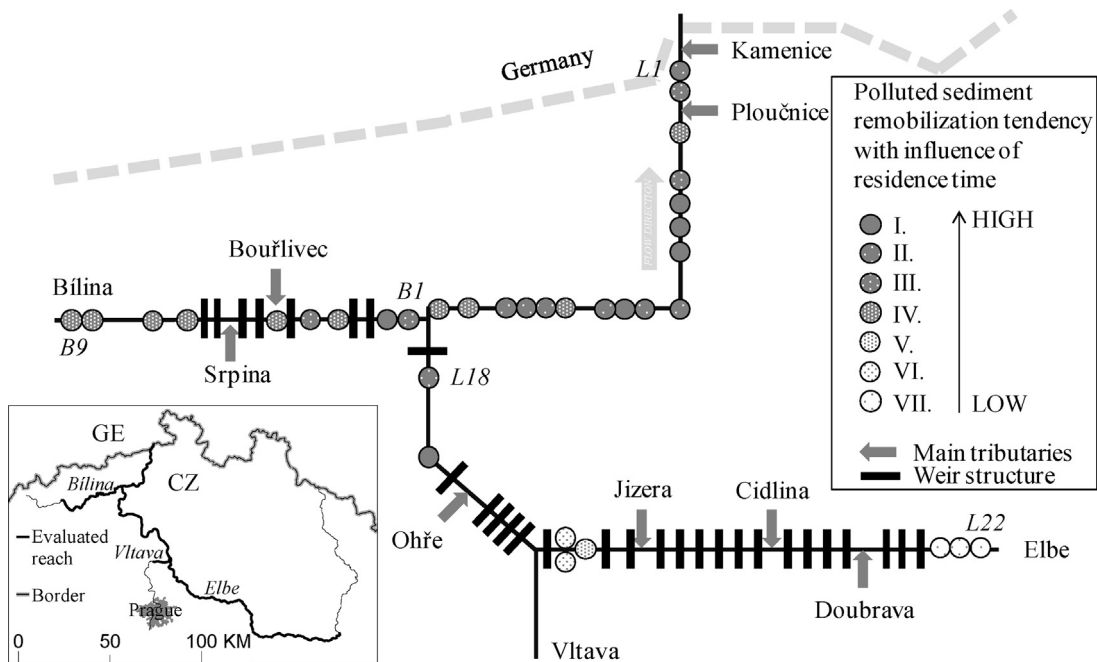 Kamenice
Germany
L1
Ploučnice
Polluted sediment
remobilization tendency
with influence of
residence time
I.
HIGH
II.
III.
IV.
V.
VI.
VII.
LOW
Main tributaries
Weir structure
FLOW DIRECTION
Bouřlivec
Bílina
B1
B9
Srpina
L18
GE
CZ
Bílina
Evaluated
reach
Vltava
Elbe
Border
Prague
0 50 100 KM
Ohře
Jizera
Cidlina
L22
Elbe
Doubrava
Vltava